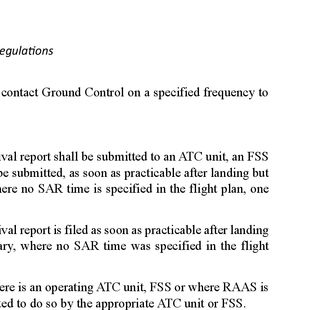 egulations
contact Ground Control on a specified frequency to
val report shall be submitted to an ATC unit, an FSS
be submitted, as soon as practicable after landing but
ere no SAR time is specified in the flight plan, one
val report is filed as soon as practicable after landing
ary, where no SAR time was specified in the flight
ere is an operating ATC unit, FSS or where RAAS is
ed to do so by the appropriate ATC unit or FSS.